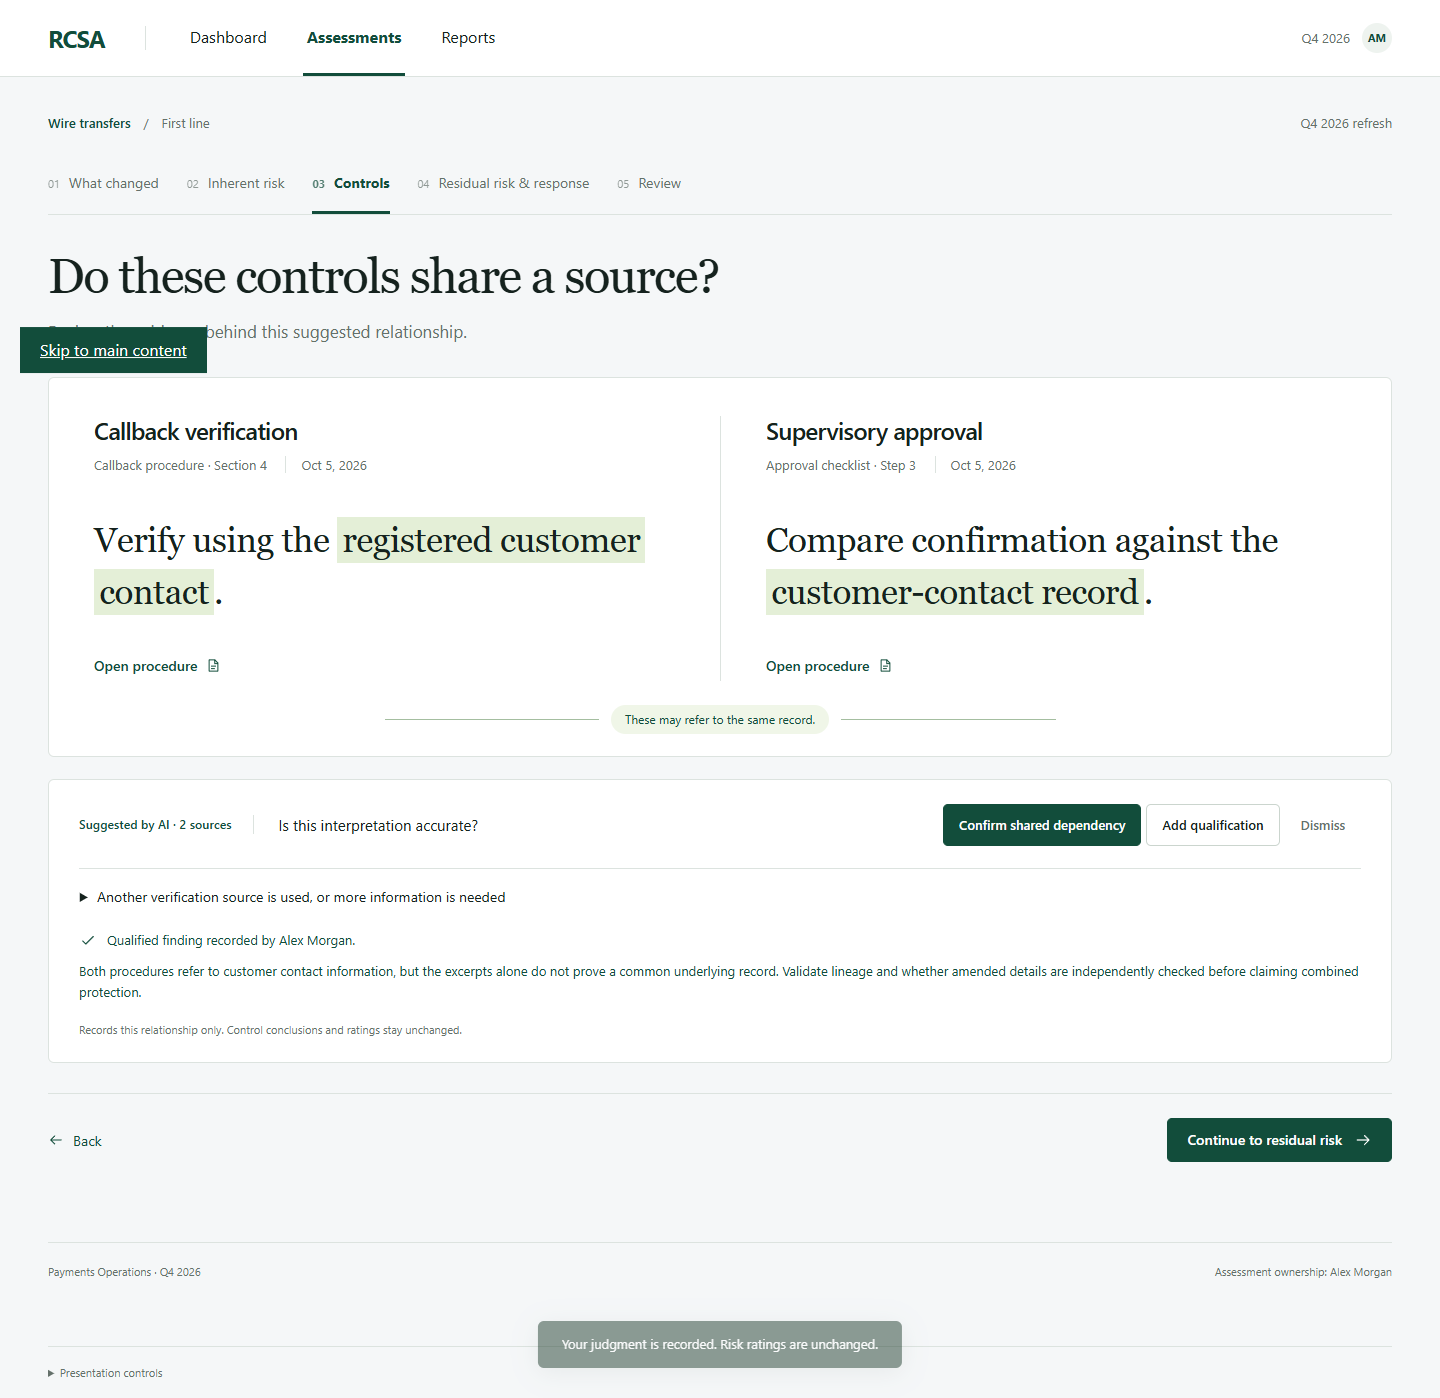 RCSA
Dashboard
Assessments
Reports
Q4 2026
AM
Wire transfers / First line
Q4 2026 refresh
01 What changed
02 Inherent risk
03 Controls
04 Residual risk & response
05 Review
Do these controls share a source?
behind this suggested relationship.
Skip to main content
Callback verification
Callback procedure · Section 4
Oct 5, 2026
Verify using the registered customer
contact.
Open procedure
Supervisory approval
Approval checklist · Step 3
Oct 5, 2026
Compare confirmation against the
customer-contact record.
Open procedure
These may refer to the same record.
Suggested by AI · 2 sources
Is this interpretation accurate?
Confirm shared dependency
Add qualification
Dismiss
Another verification source is used, or more information is needed
Qualified finding recorded by Alex Morgan.
Both procedures refer to customer contact information, but the excerpts alone do not prove a common underlying record. Validate lineage and whether amended details are independently checked before claiming combined
protection.
Records this relationship only. Control conclusions and ratings stay unchanged.
Back
Continue to residual risk
Payments Operations · Q4 2026
Assessment ownership: Alex Morgan
Your judgment is recorded. Risk ratings are unchanged.
Presentation controls